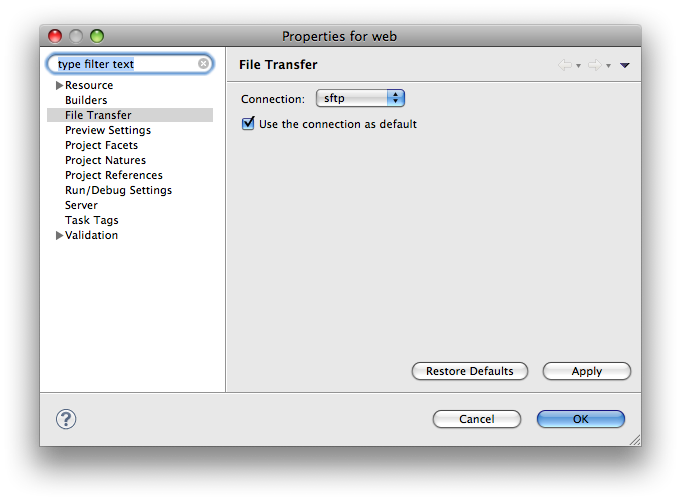 Properties for web
type filter text
Resource
Builders
File Transfer
Preview Settings
Project Facets
Project Natures
Project References
Run/Debug Settings
Server
Task Tags
Validation
File Transfer
Connection: sftp
Use the connection as default
Restore Defaults Apply
? Cancel OK